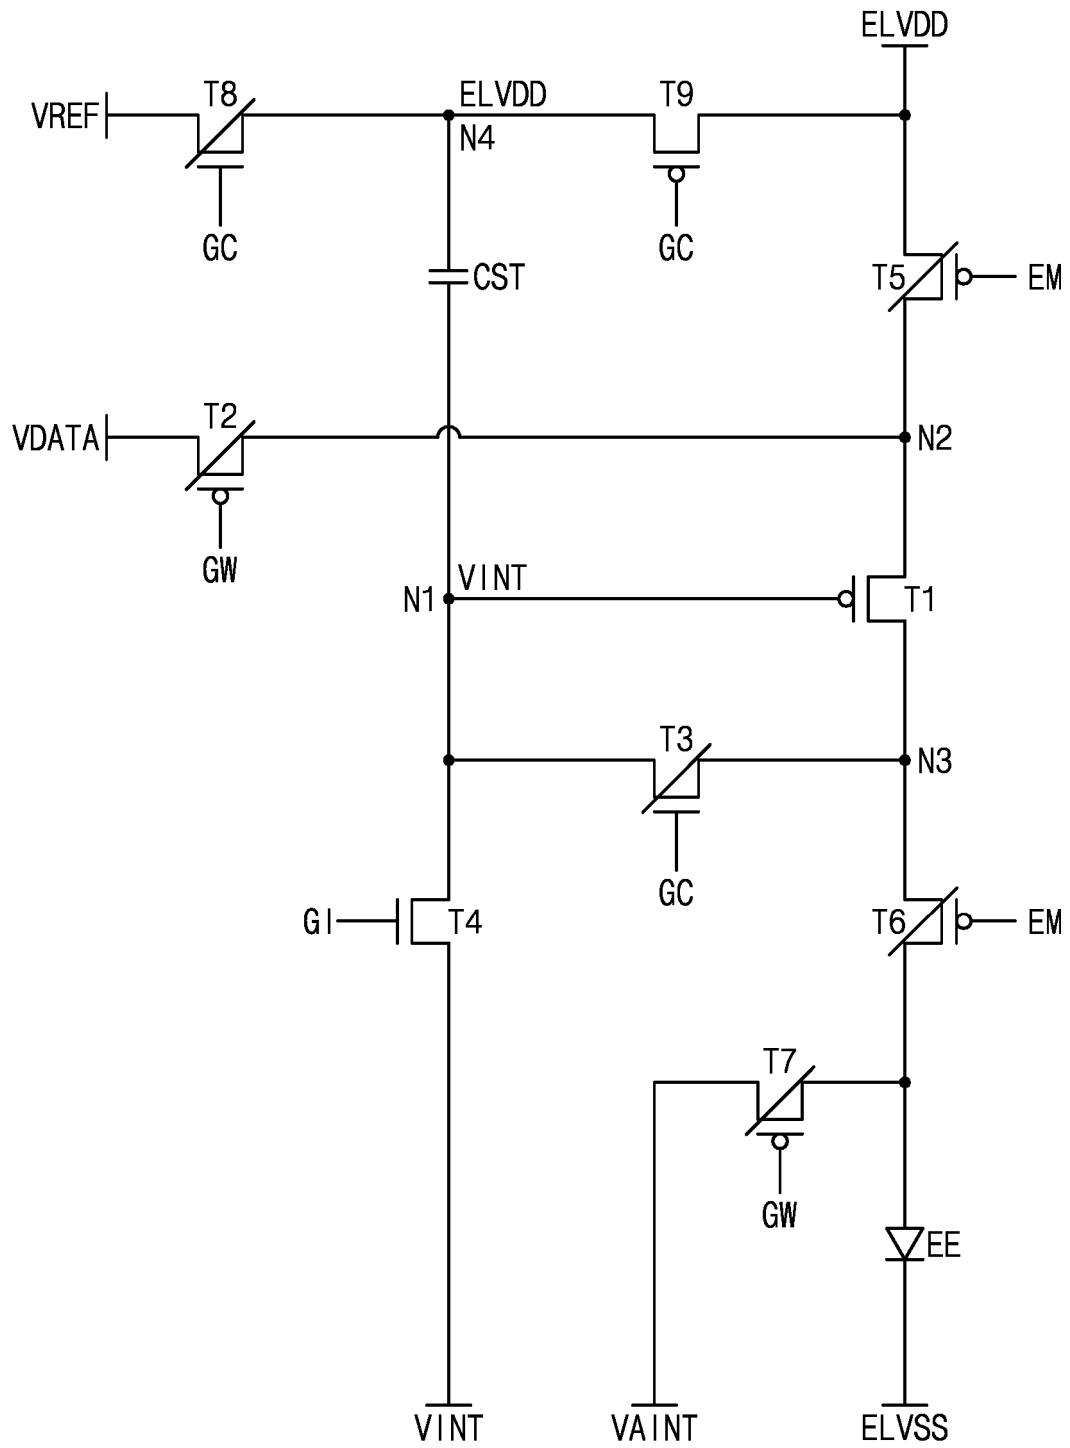 ELVDD
T8
ELVDD
T9
VREF
N4
GC
GC
CST
T5
EM
T2
VDATA
N2
GW
VINT
N1
T1
T3
N3
GC
GI
T4
T6
EM
T7
GW
EE
VINT
VAINT
ELVSS